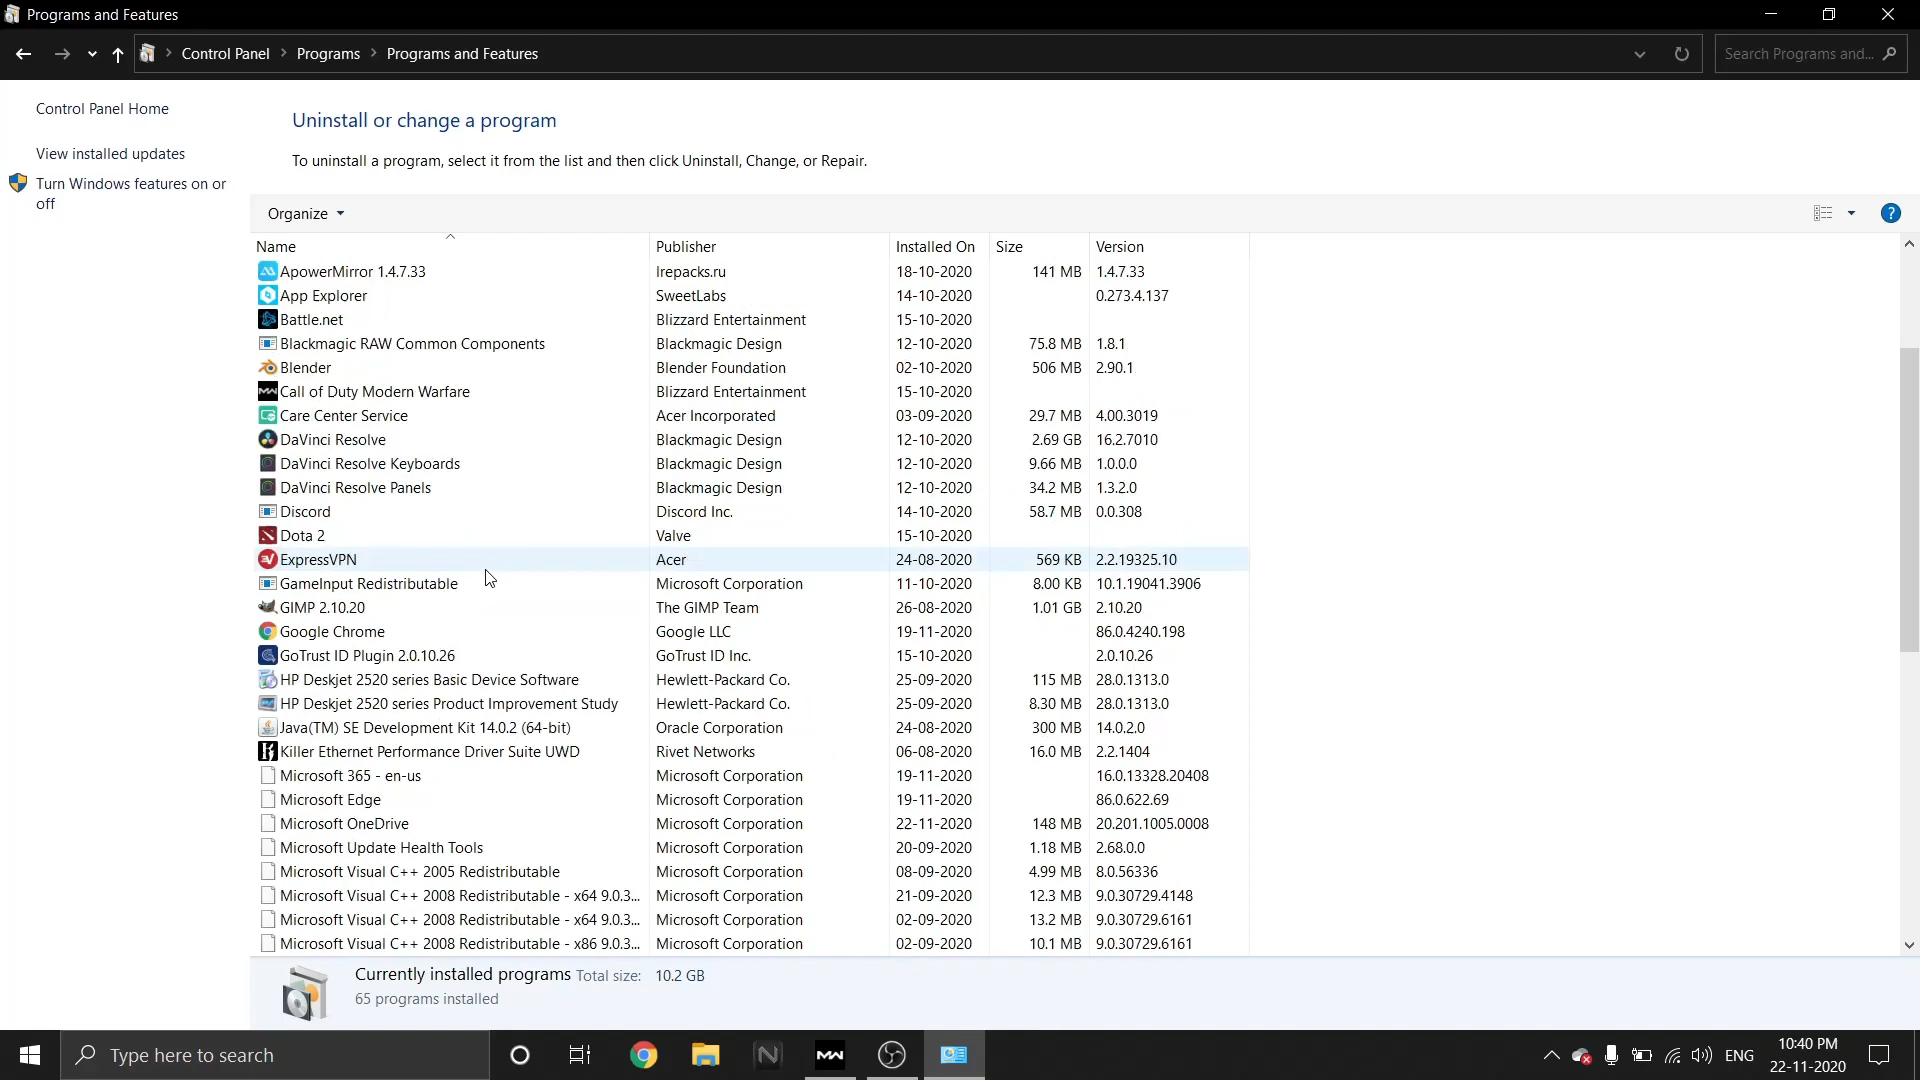 Programs and Features
Control Panel > Programs > Programs and Features
Search Programs and...
Control Panel Home
View installed updates
Turn Windows features on or
off
Uninstall or change a program
To uninstall a program, select it from the list and then click Uninstall, Change, or Repair.
Organize
Name Publisher Installed On Size Version
ApowerMirror 1.4.7.33 Irepacks.ru 18-10-2020 141 MB 1.4.7.33
App Explorer SweetLabs 14-10-2020 0.273.4.137
Battle.net Blizzard Entertainment 15-10-2020
Blackmagic RAW Common Components Blackmagic Design 12-10-2020 75.8 MB 1.8.1
Blender Blender Foundation 02-10-2020 506 MB 2.90.1
Call of Duty Modern Warfare Blizzard Entertainment 15-10-2020
Care Center Service Acer Incorporated 03-09-2020 29.7 MB 4.00.3019
DaVinci Resolve Blackmagic Design 12-10-2020 2.69 GB 16.2.7010
DaVinci Resolve Keyboards Blackmagic Design 12-10-2020 9.66 MB 1.0.0.0
DaVinci Resolve Panels Blackmagic Design 12-10-2020 34.2 MB 1.3.2.0
Discord Discord Inc. 14-10-2020 58.7 MB 0.0.308
Dota 2 Valve 15-10-2020
ExpressVPN Acer 24-08-2020 569 KB 2.2.19325.10
GameInput Redistributable Microsoft Corporation 11-10-2020 8.00 KB 10.1.19041.3906
GIMP 2.10.20 The GIMP Team 26-08-2020 1.01 GB 2.10.20
Google Chrome Google LLC 19-11-2020 86.0.4240.198
GoTrust ID Plugin 2.0.10.26 GoTrust ID Inc. 15-10-2020 2.0.10.26
HP Deskjet 2520 series Basic Device Software Hewlett-Packard Co. 25-09-2020 115 MB 28.0.1313.0
HP Deskjet 2520 series Product Improvement Study Hewlett-Packard Co. 25-09-2020 8.30 MB 28.0.1313.0
Java(TM) SE Development Kit 14.0.2 (64-bit) Oracle Corporation 24-08-2020 300 MB 14.0.2.0
Killer Ethernet Performance Driver Suite UWD Rivet Networks 06-08-2020 16.0 MB 2.2.1404
Microsoft 365 - en-us Microsoft Corporation 19-11-2020 16.0.13328.20408
Microsoft Edge Microsoft Corporation 19-11-2020 86.0.622.69
Microsoft OneDrive Microsoft Corporation 22-11-2020 148 MB 20.201.1005.0008
Microsoft Update Health Tools Microsoft Corporation 20-09-2020 1.18 MB 2.68.0.0
Microsoft Visual C++ 2005 Redistributable Microsoft Corporation 08-09-2020 4.99 MB 8.0.56336
Microsoft Visual C++ 2008 Redistributable - x64 9.0.3... Microsoft Corporation 21-09-2020 12.3 MB 9.0.30729.4148
Microsoft Visual C++ 2008 Redistributable - x64 9.0.3... Microsoft Corporation 02-09-2020 13.2 MB 9.0.30729.6161
Microsoft Visual C++ 2008 Redistributable - x86 9.0.3... Microsoft Corporation 02-09-2020 10.1 MB 9.0.30729.6161
Currently installed programs Total size: 10.2 GB
65 programs installed
Type here to search
ENG
10:40 PM
22-11-2020